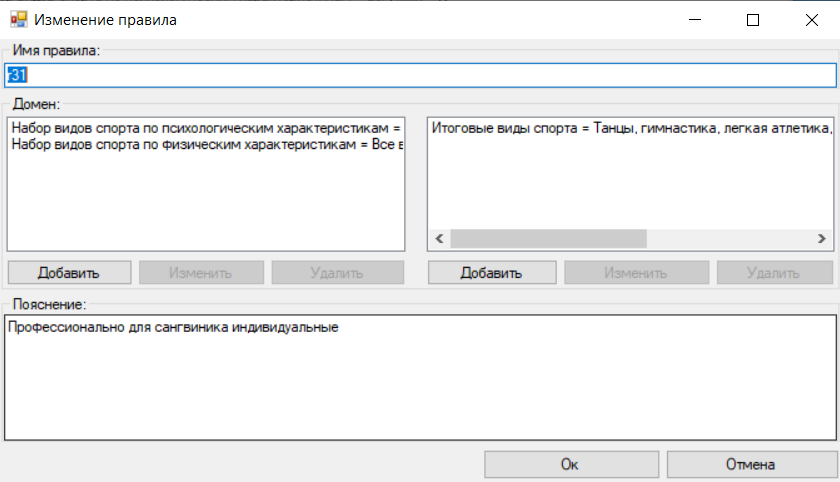 Изменение правила
Имя правила:
r31
Домен:
Набор видов спорта по психологическим характеристикам =
Набор видов спорта по физическим характеристикам = Все в
Итоговые виды спорта = Танцы, гимнастика, легкая атлетика,
Добавить
Изменить
Удалить
Добавить
Изменить
Удалить
Пояснение:
Профессионально для сангвиника индивидуальные
Ок
Отмена